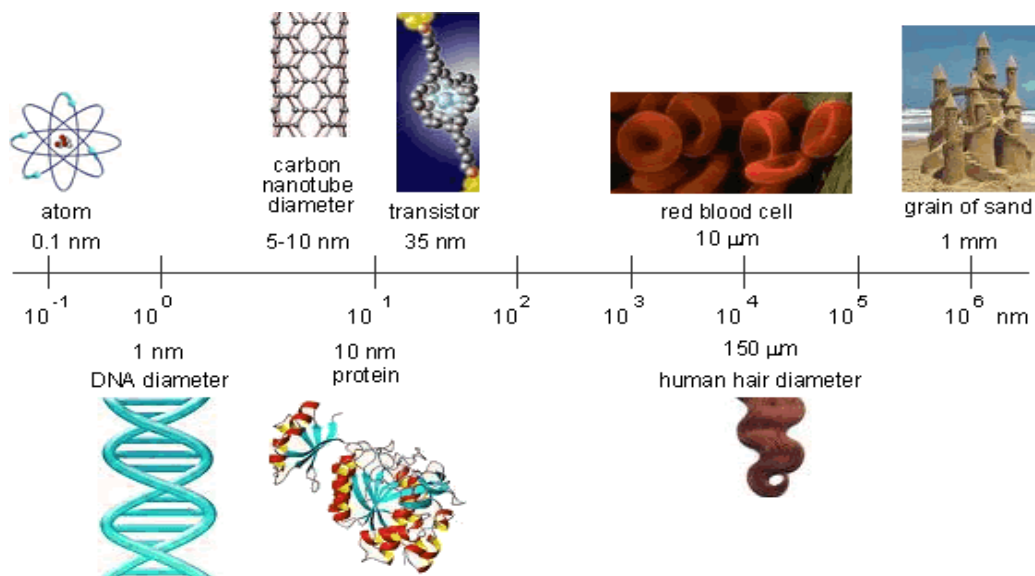 atom
0.1 nm
carbon
nanotube
diameter
5-10 nm
transistor
35 nm
red blood cell
10 μm
grain of sand
1 mm
10⁻¹ 10⁰ 10¹ 10² 10³ 10⁴ 10⁵ 10⁶ nm
1 nm
DNA diameter
10 nm
protein
150 μm
human hair diameter